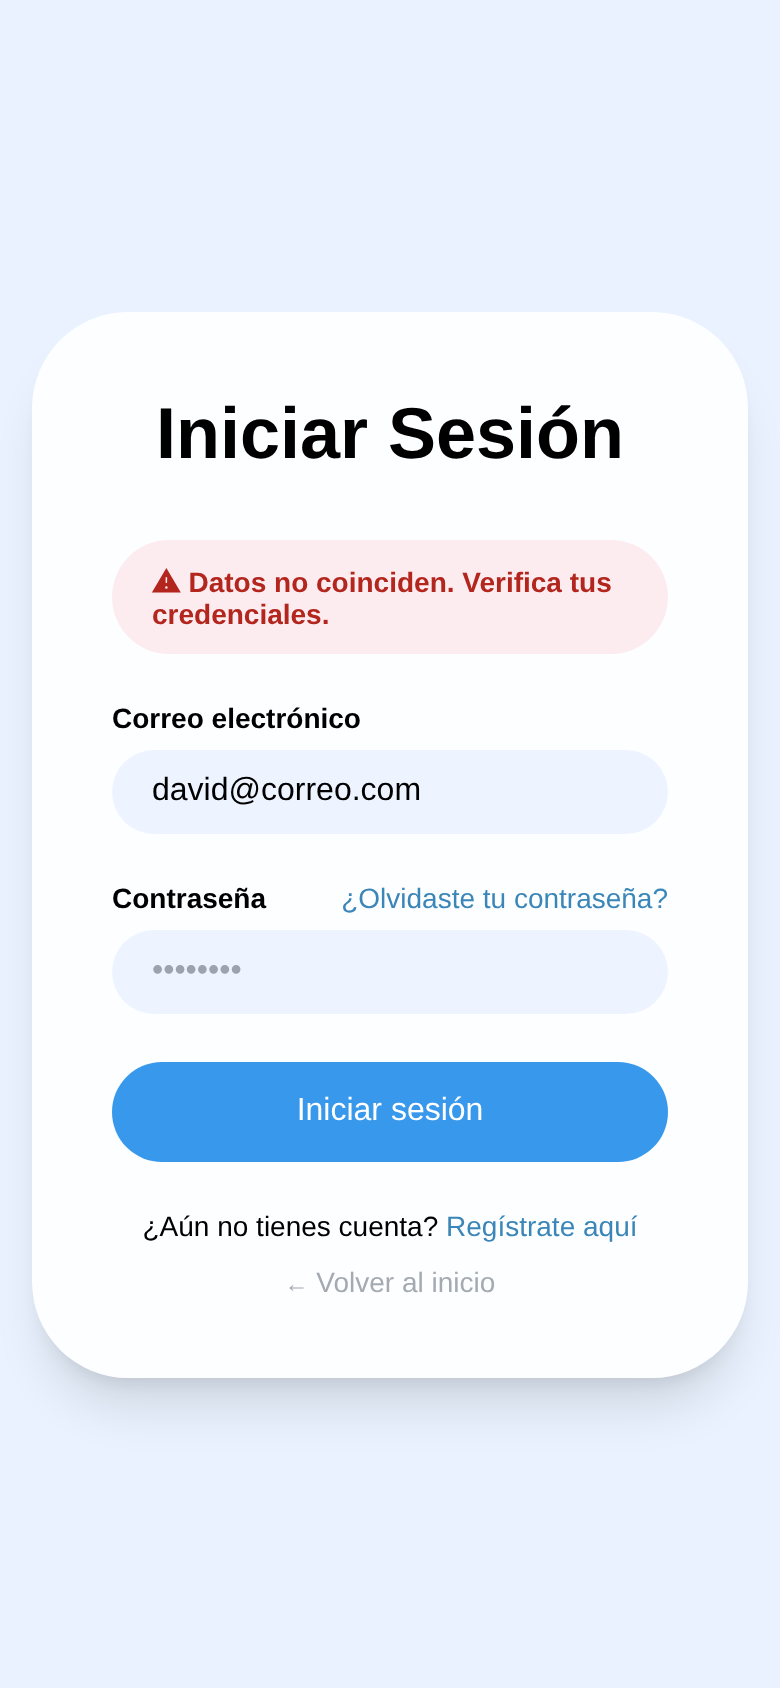 Iniciar Sesión
⚠ Datos no coinciden. Verifica tus
credenciales.
Correo electrónico
david@correo.com
Contraseña ¿Olvidaste tu contraseña?
••••••••
Iniciar sesión
¿Aún no tienes cuenta? Regístrate aquí
← Volver al inicio